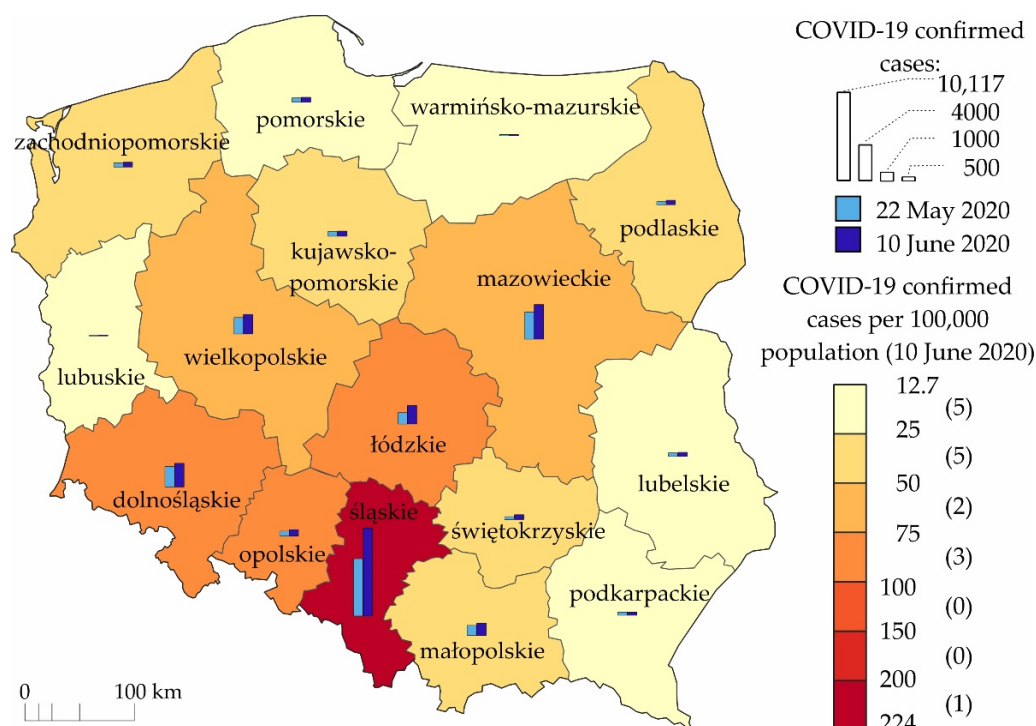 pomorskie
warmińsko-mazurskie
zachodniopomorskie
podlaskie
kujawsko-
pomorskie
mazowieckie
wielkopolskie
lubuskie
łódzkie
dolnośląskie
lubelskie
śląskie
świętokrzyskie
opolskie
podkarpackie
małopolskie
0 100 km
COVID-19 confirmed
cases:
10,117
4000
1000
500
22 May 2020
10 June 2020
COVID-19 confirmed
cases per 100,000
population (10 June 2020)
12.7
(5)
25
(5)
50
(2)
75
(3)
100
(0)
150
(0)
200
(1)
224